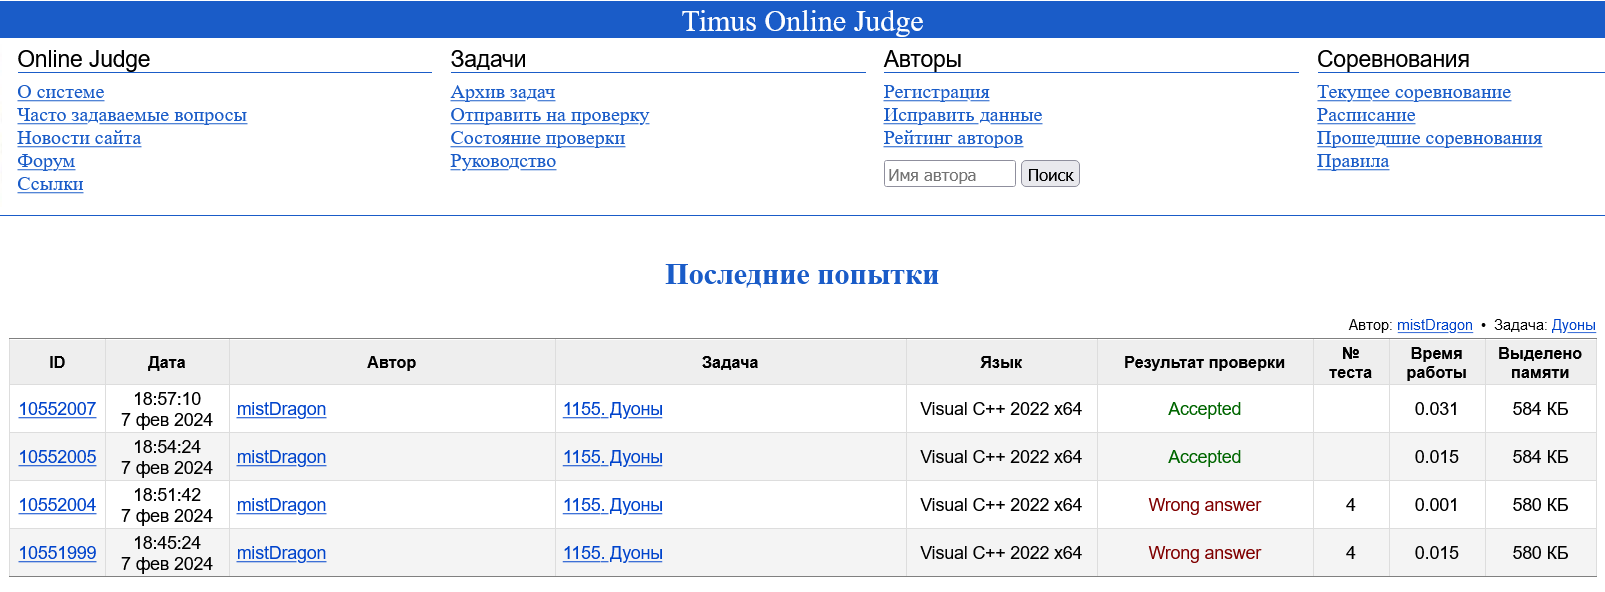 Timus Online Judge
Online Judge
О системе
Часто задаваемые вопросы
Новости сайта
Форум
Ссылки
Задачи
Архив задач
Отправить на проверку
Состояние проверки
Руководство
Авторы
Регистрация
Исправить данные
Рейтинг авторов
Имя автора Поиск
Соревнования
Текущее соревнование
Расписание
Прошедшие соревнования
Правила
Последние попытки
Автор: mistDragon • Задача: Дуоны
ID Дата Автор Задача Язык Результат проверки № теста Время работы Выделено памяти
10552007 18:57:10 7 фев 2024 mistDragon 1155. Дуоны Visual C++ 2022 x64 Accepted 0.031 584 КБ
10552005 18:54:24 7 фев 2024 mistDragon 1155. Дуоны Visual C++ 2022 x64 Accepted 0.015 584 КБ
10552004 18:51:42 7 фев 2024 mistDragon 1155. Дуоны Visual C++ 2022 x64 Wrong answer 4 0.001 580 КБ
10551999 18:45:24 7 фев 2024 mistDragon 1155. Дуоны Visual C++ 2022 x64 Wrong answer 4 0.015 580 КБ